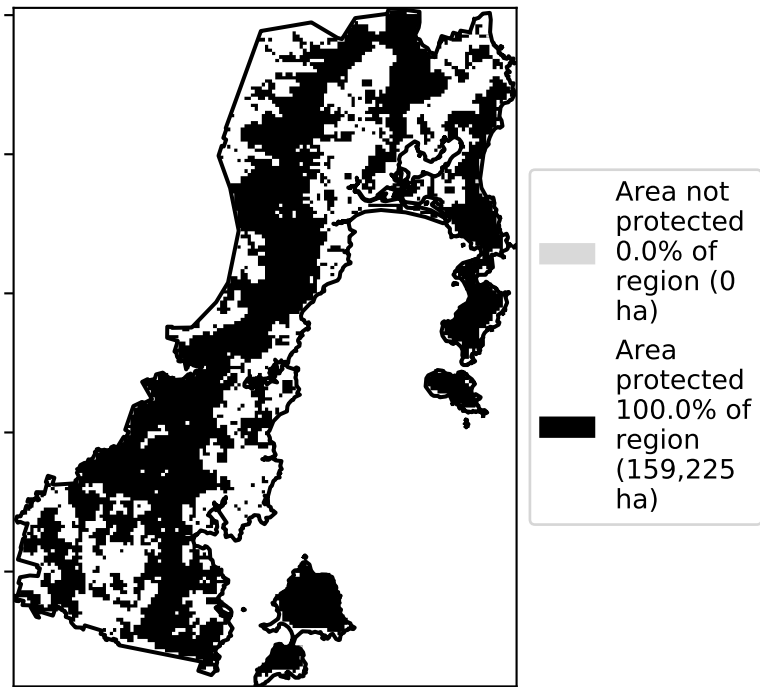 Area not
protected
0.0% of
region (0
ha)
Area
protected
100.0% of
region
(159,225
ha)